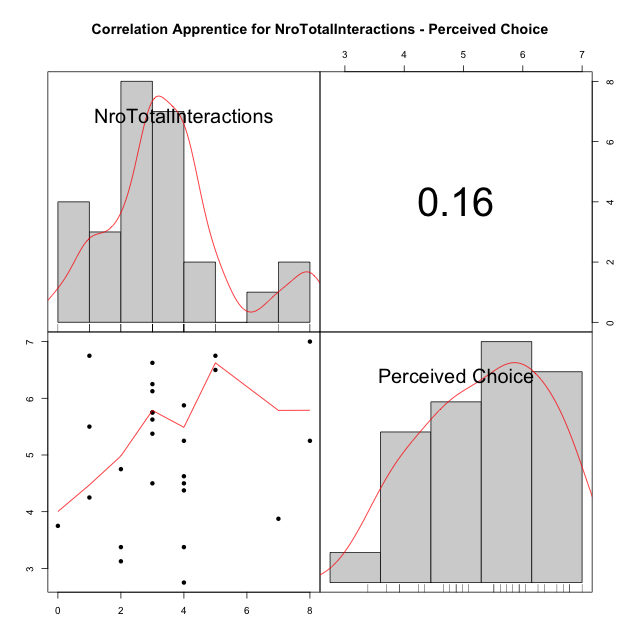 Correlation Apprentice for NroTotalInteractions - Perceived Choice
3 4 5 6 7
NroTotalInteractions
0.16
8
6
4
2
0
7
6
5
4
3
Perceived Choice
0 2 4 6 8